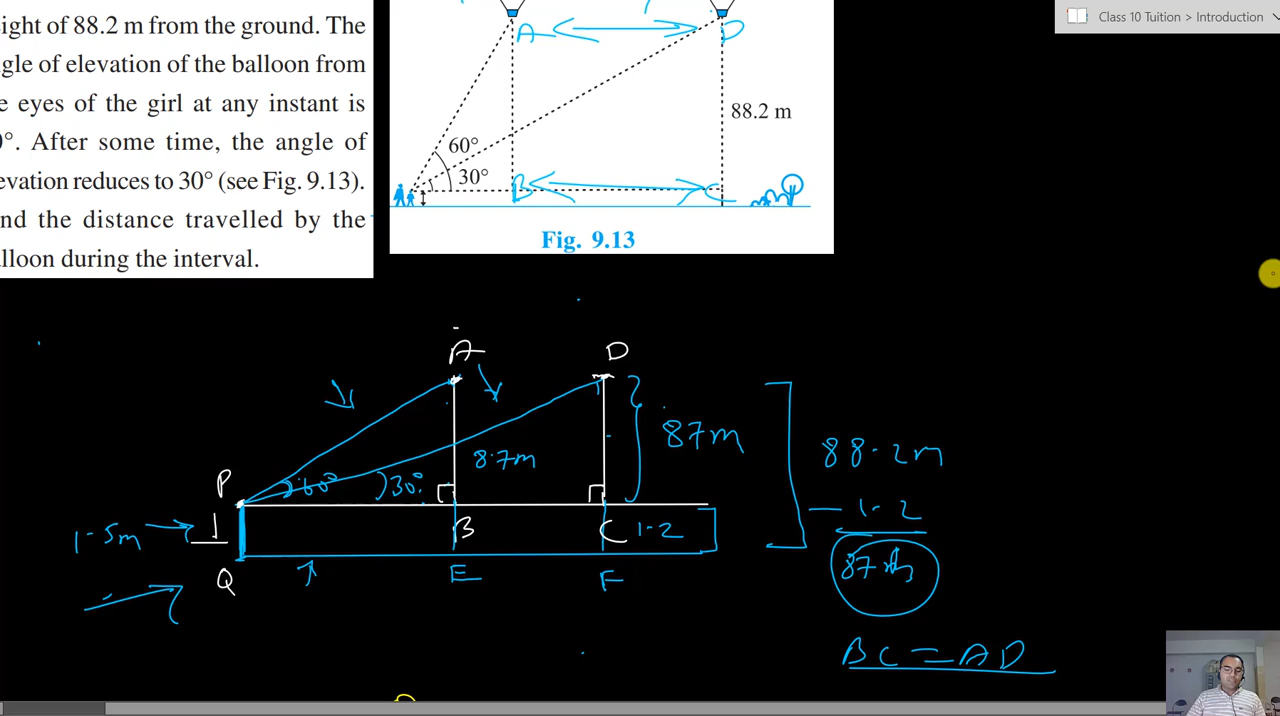 Class 10 Tuition > Introduction
ight of 88.2 m from the ground. The
gle of elevation of the balloon from
e eyes of the girl at any instant is
0°. After some time, the angle of
evation reduces to 30° (see Fig. 9.13).
nd the distance travelled by the
lloon during the interval.
A
D
88.2 m
60°
30°
B
C
Fig. 9.13
A
D
87m
88.2m
8.7m
P
60°
30°
- 1.2
1
1.5m
B
C
1.2
87m
Q
E
F
BC = AD